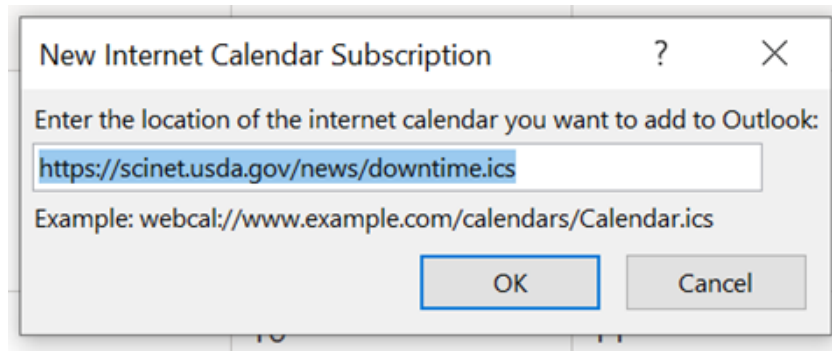 New Internet Calendar Subscription ?
Enter the location of the internet calendar you want to add to Outlook:
https://scinet.usda.gov/news/downtime.ics
Example: webcal://www.example.com/calendars/Calendar.ics
OK Cancel